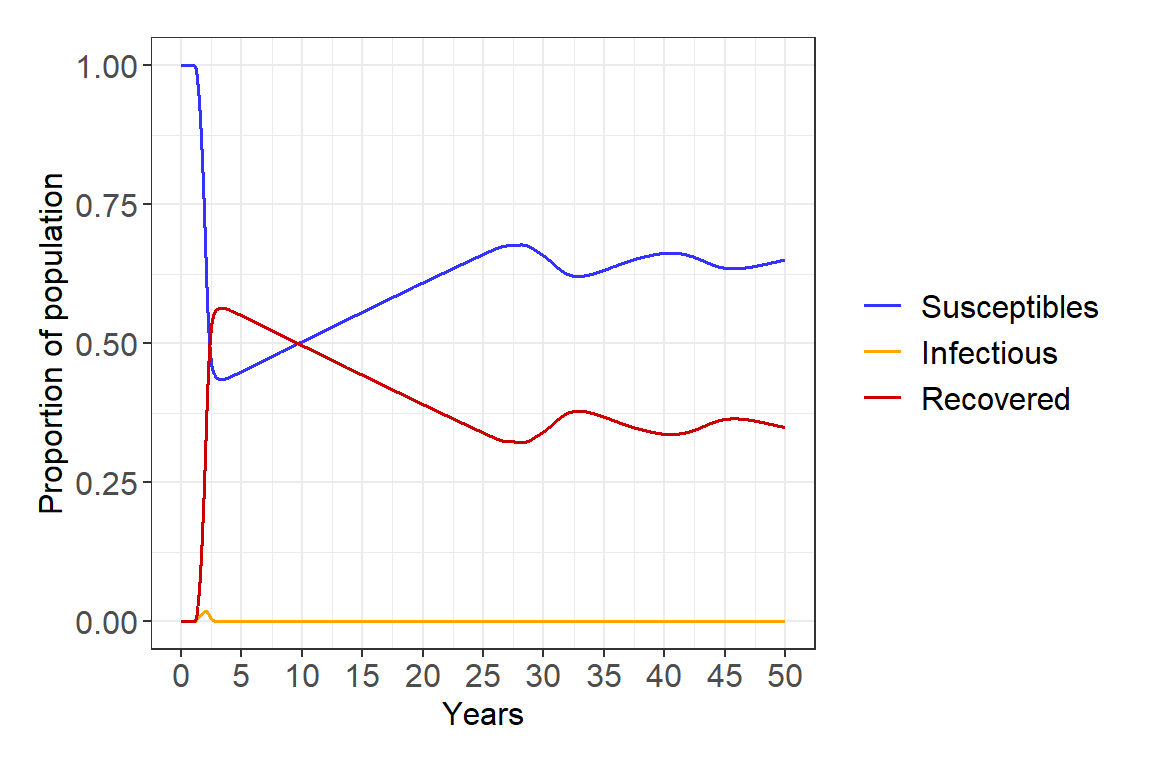 Proportion of population
1.00
0.75
0.50
0.25
0.00
0 5 10 15 20 25 30 35 40 45 50
Years
Susceptibles
Infectious
Recovered